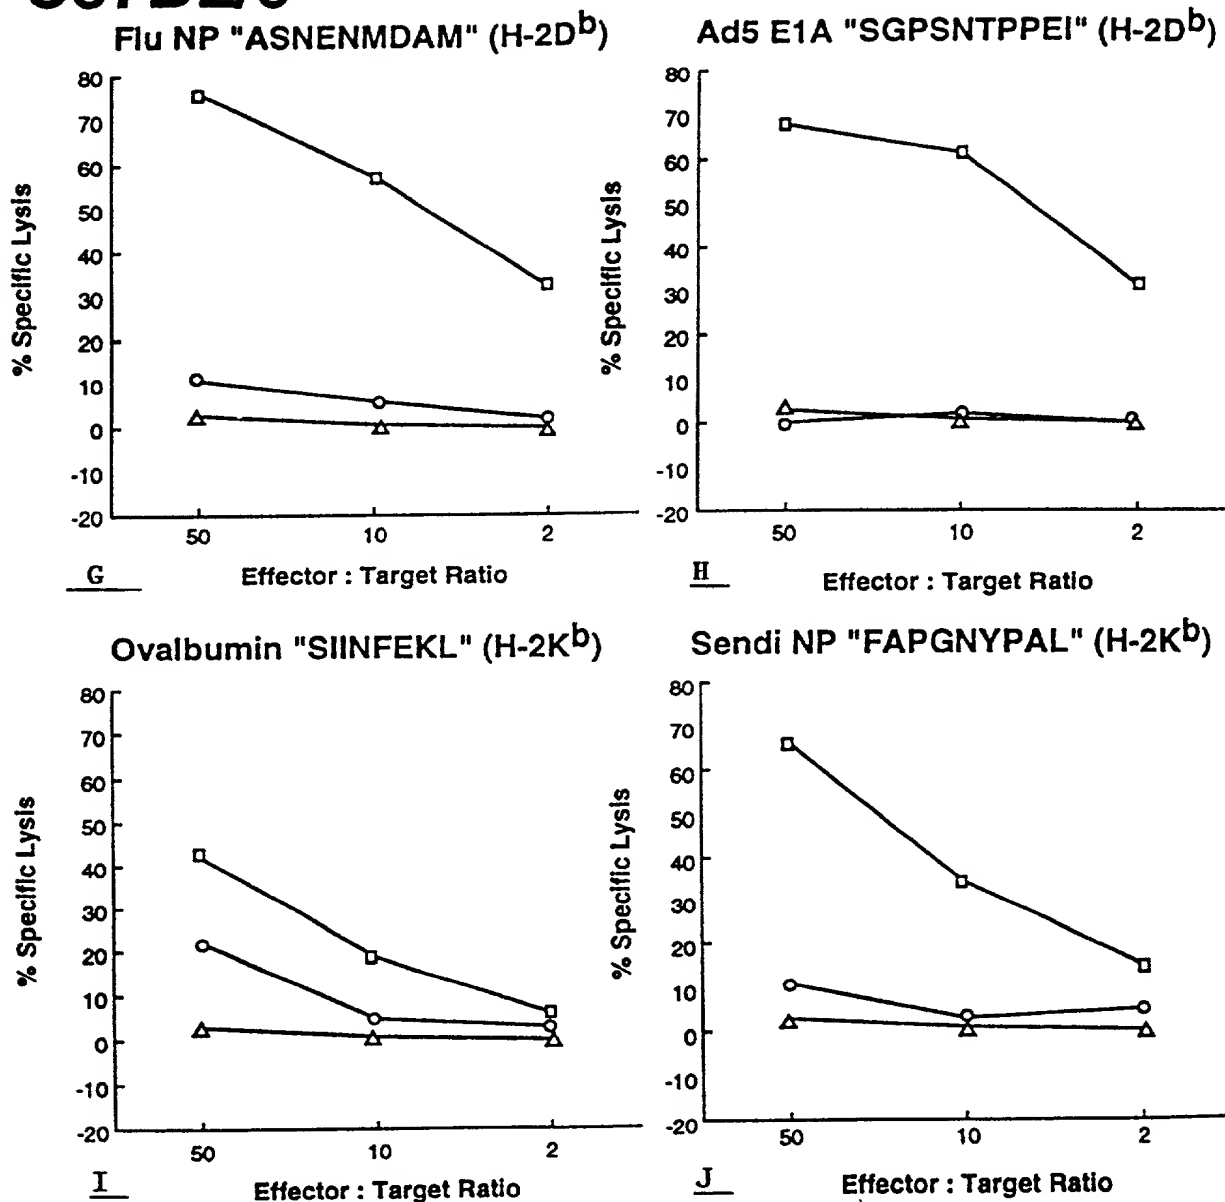 Flu NP "ASNENMDAM" (H-2Db)
80
70
60
50
40
30
20
10
0
-10
-20
% Specific Lysis
50 10 2
G
Effector : Target Ratio
Ad5 E1A "SGPSNTPPEI" (H-2Db)
80
70
60
50
40
30
20
10
0
-10
-20
% Specific Lysis
50 10 2
H
Effector : Target Ratio
Ovalbumin "SIINFEKL" (H-2Kb)
80
70
60
50
40
30
20
10
0
-10
-20
% Specific Lysis
50 10 2
I
Effector : Target Ratio
Sendi NP "FAPGNYPAL" (H-2Kb)
80
70
60
50
40
30
20
10
0
-10
-20
% Specific Lysis
50 10 2
J
Effector : Target Ratio